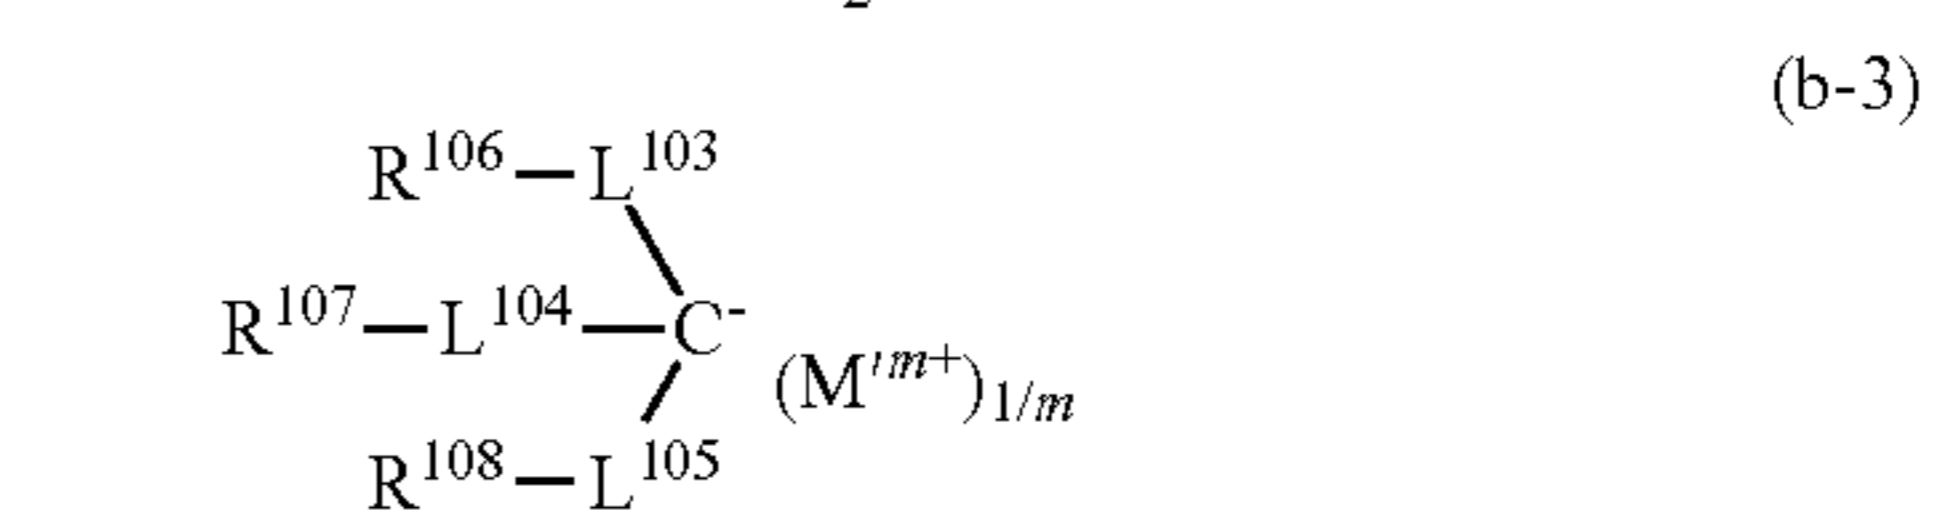 (b-3)
R¹⁰⁶—L¹⁰³
R¹⁰⁷—L¹⁰⁴—C⁻
(M'ᵐ⁺)₁/ₘ
R¹⁰⁸—L¹⁰⁵